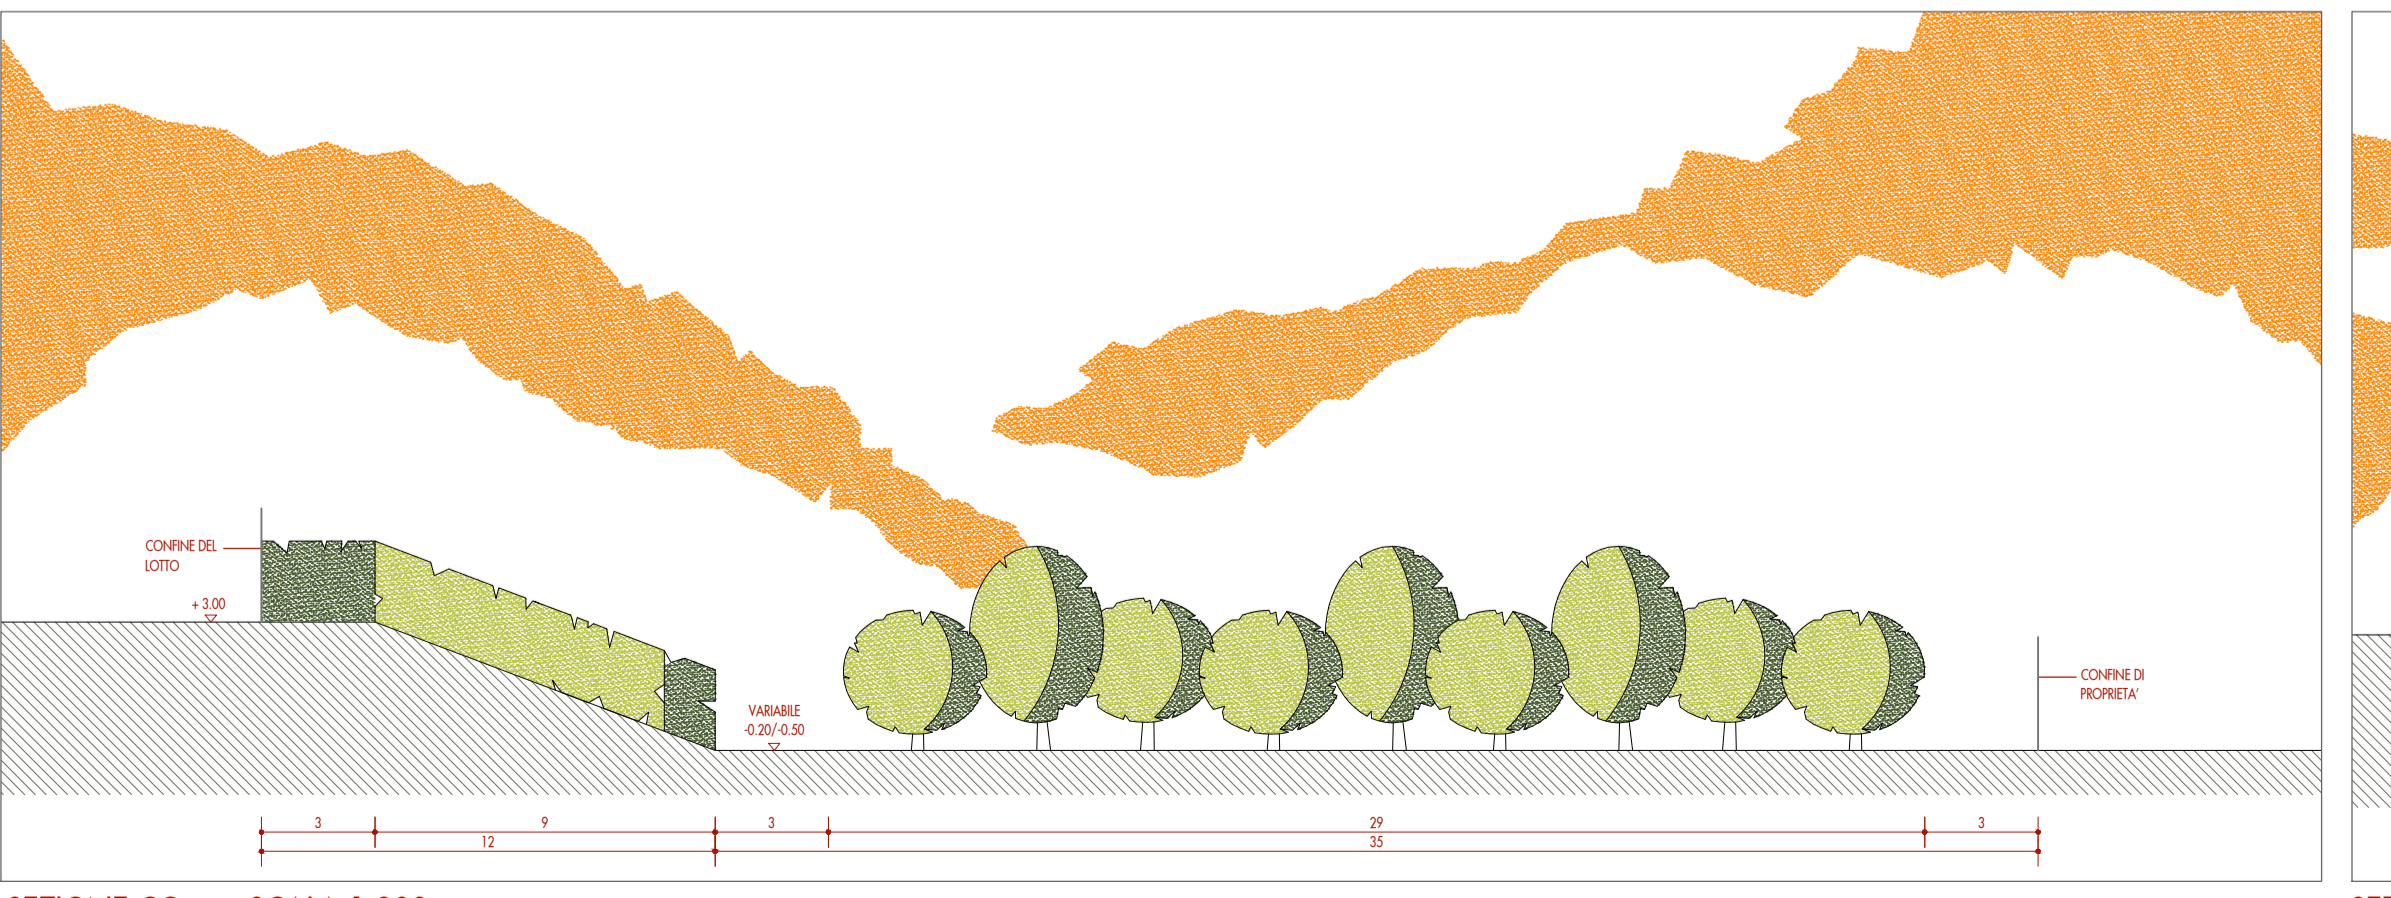 CONFINE DEL
LOTTO
+ 3.00
VARIABILE
-0.20/-0.50
CONFINE DI
PROPRIETA'
3 9 3 29 3
12 35